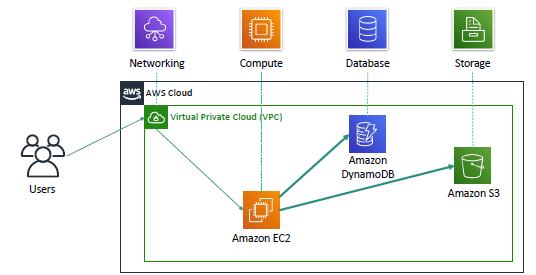 Networking
Compute
Database
Storage
aws
AWS Cloud
Virtual Private Cloud (VPC)
Users
Amazon
DynamoDB
Amazon S3
Amazon EC2